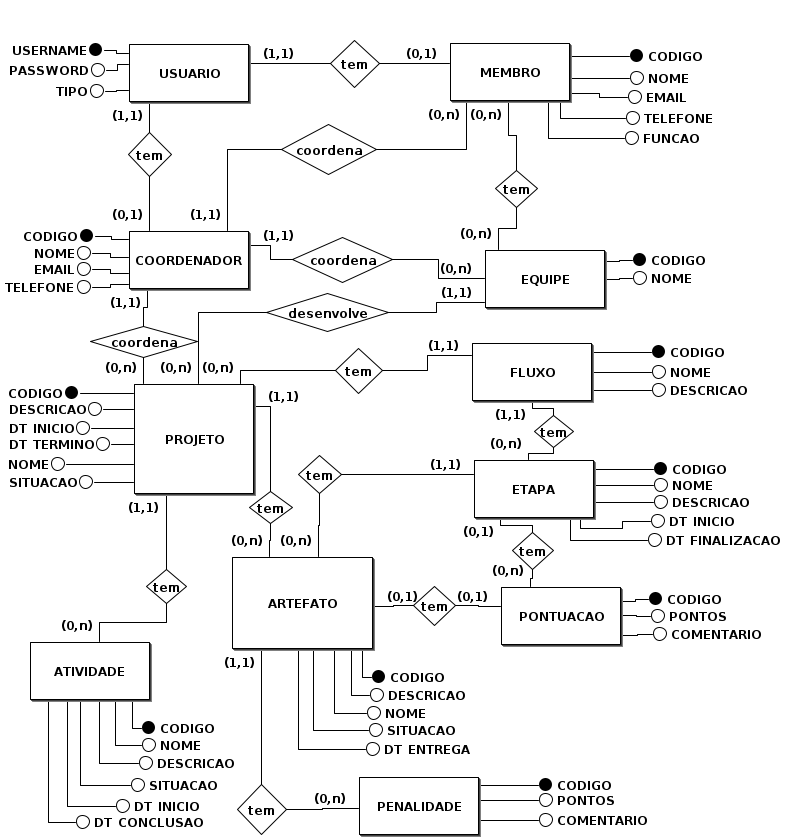 USERNAME
PASSWORD
TIPO
USUARIO
(1,1)
tem
(0,1)
MEMBRO
CODIGO
NOME
EMAIL
TELEFONE
FUNCAO
(1,1)
tem
(0,1)
(0,n)
coordena
(1,1)
(0,n)
tem
(0,n)
CODIGO
NOME
EMAIL
TELEFONE
COORDENADOR
(1,1)
coordena
(0,n)
EQUIPE
CODIGO
NOME
(1,1)
desenvolve
(0,n)
(1,1)
coordena
(0,n)
CODIGO
DESCRICAO
DT INICIO
DT TERMINO
NOME
SITUACAO
PROJETO
(0,n)
tem
(1,1)
FLUXO
CODIGO
NOME
DESCRICAO
(1,1)
tem
(0,n)
(1,1)
tem
(0,n)
ETAPA
CODIGO
NOME
DESCRICAO
DT INICIO
DT FINALIZACAO
(1,1)
tem
(0,n)
(0,1)
tem
(0,n)
ARTEFATO
(0,1)
tem
(0,1)
PONTUACAO
CODIGO
PONTOS
COMENTARIO
(1,1)
tem
(0,n)
ATIVIDADE
CODIGO
NOME
DESCRICAO
SITUACAO
DT INICIO
DT CONCLUSAO
CODIGO
DESCRICAO
NOME
SITUACAO
DT ENTREGA
(1,1)
tem
(0,n)
PENALIDADE
CODIGO
PONTOS
COMENTARIO